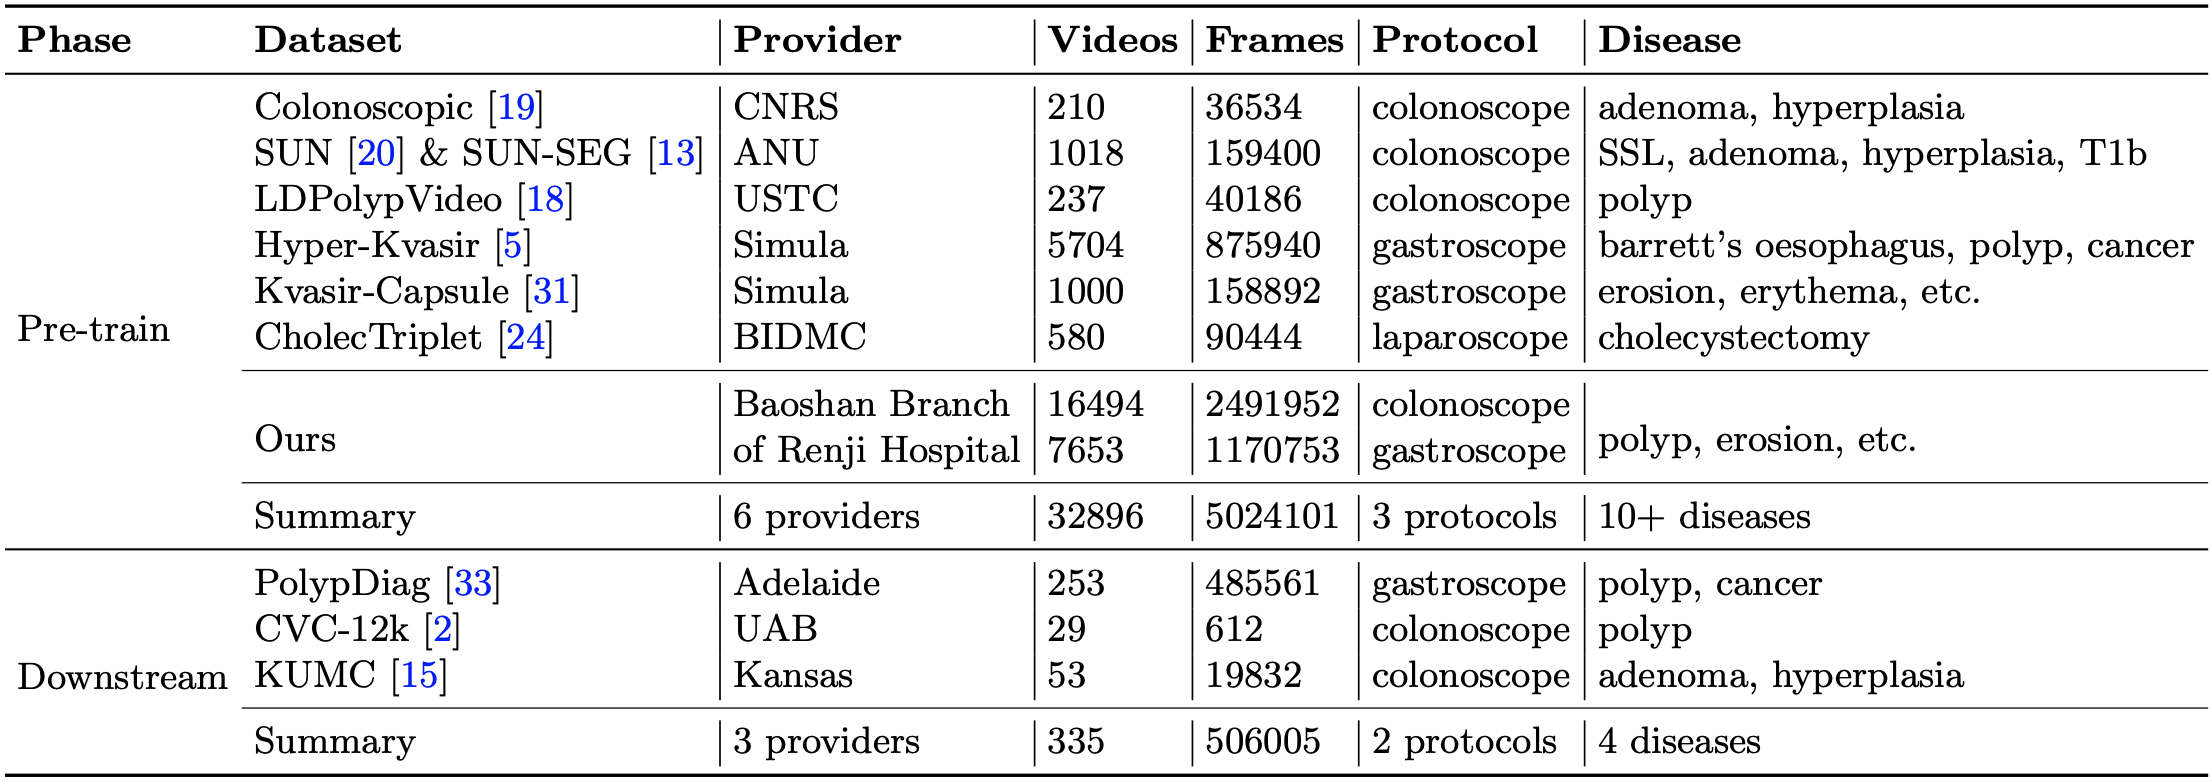 Phase Dataset Provider Videos Frames Protocol Disease
Colonoscopic [19] CNRS 210 36534 colonoscope adenoma, hyperplasia
SUN [20] & SUN-SEG [13] ANU 1018 159400 colonoscope SSL, adenoma, hyperplasia, T1b
LDPolypVideo [18] USTC 237 40186 colonoscope polyp
Hyper-Kvasir [5] Simula 5704 875940 gastroscope barrett's oesophagus, polyp, cancer
Kvasir-Capsule [31] Simula 1000 158892 gastroscope erosion, erythema, etc.
Pre-train
CholecTriplet [24] BIDMC 580 90444 laparoscope cholecystectomy
Baoshan Branch 16494 2491952 colonoscope
Ours polyp, erosion, etc.
of Renji Hospital 7653 1170753 gastroscope
Summary 6 providers 32896 5024101 3 protocols 10+ diseases
PolypDiag [33] Adelaide 253 485561 gastroscope polyp, cancer
CVC-12k [2] UAB 29 612 colonoscope polyp
Downstream KUMC [15] Kansas 53 19832 colonoscope adenoma, hyperplasia
Summary 3 providers 335 506005 2 protocols 4 diseases